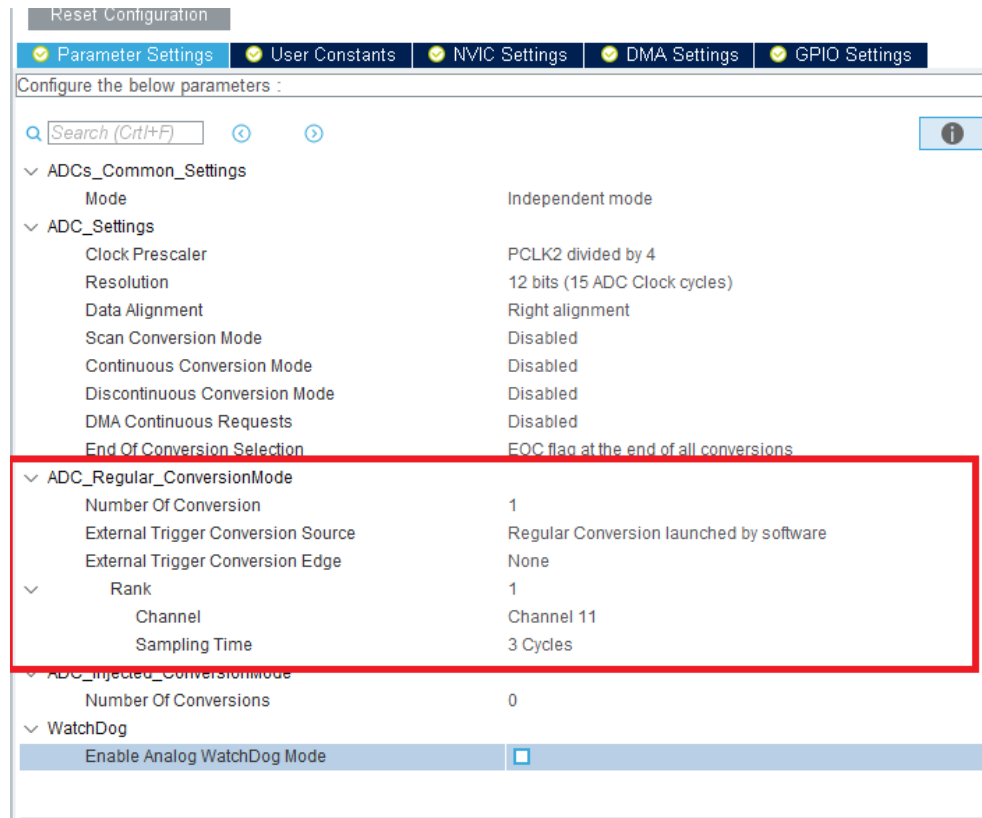 Reset Configuration
Parameter Settings User Constants NVIC Settings DMA Settings GPIO Settings
Configure the below parameters :
Search (Crtl+F)
ADCs_Common_Settings
Mode Independent mode
ADC_Settings
Clock Prescaler PCLK2 divided by 4
Resolution 12 bits (15 ADC Clock cycles)
Data Alignment Right alignment
Scan Conversion Mode Disabled
Continuous Conversion Mode Disabled
Discontinuous Conversion Mode Disabled
DMA Continuous Requests Disabled
End Of Conversion Selection EOC flag at the end of all conversions
ADC_Regular_ConversionMode
Number Of Conversion 1
External Trigger Conversion Source Regular Conversion launched by software
External Trigger Conversion Edge None
Rank 1
Channel Channel 11
Sampling Time 3 Cycles
ADC_Injected_ConversionMode
Number Of Conversions 0
WatchDog
Enable Analog WatchDog Mode